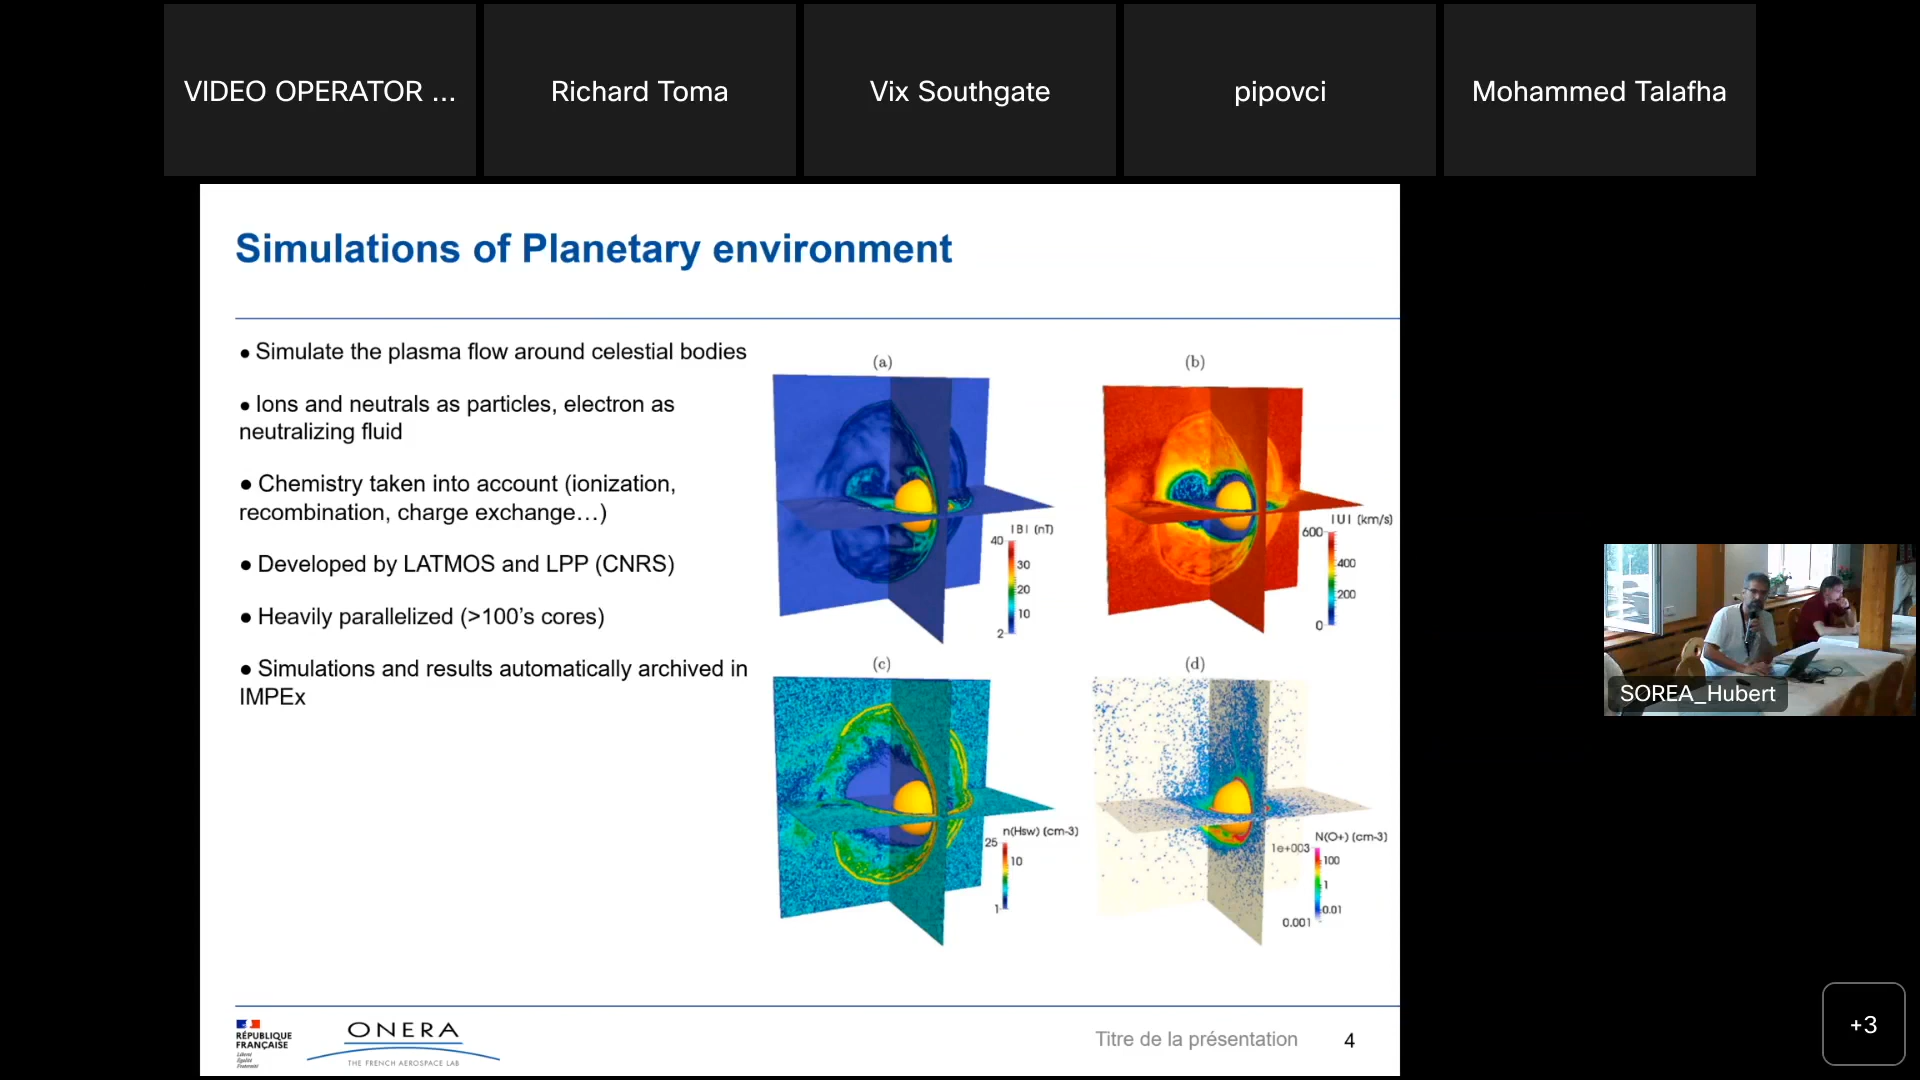 VIDEO OPERATOR ...
Richard Toma
Vix Southgate
pipovci
Mohammed Talafha
Simulations of Planetary environment
● Simulate the plasma flow around celestial bodies
● Ions and neutrals as particles, electron as
neutralizing fluid
● Chemistry taken into account (ionization,
recombination, charge exchange…)
● Developed by LATMOS and LPP (CNRS)
● Heavily parallelized (>100's cores)
● Simulations and results automatically archived in
IMPEx
(a)
|B| (nT)
40
30
20
10
2
(b)
|U| (km/s)
600
400
200
0
(c)
n(Hsw) (cm-3)
25
10
1
(d)
N(O+) (cm-3)
1e+003
100
1
0.01
0.001
SOREA_Hubert
RÉPUBLIQUE
FRANÇAISE
Liberté
Égalité
Fraternité
ONERA
THE FRENCH AEROSPACE LAB
Titre de la présentation
4
+3